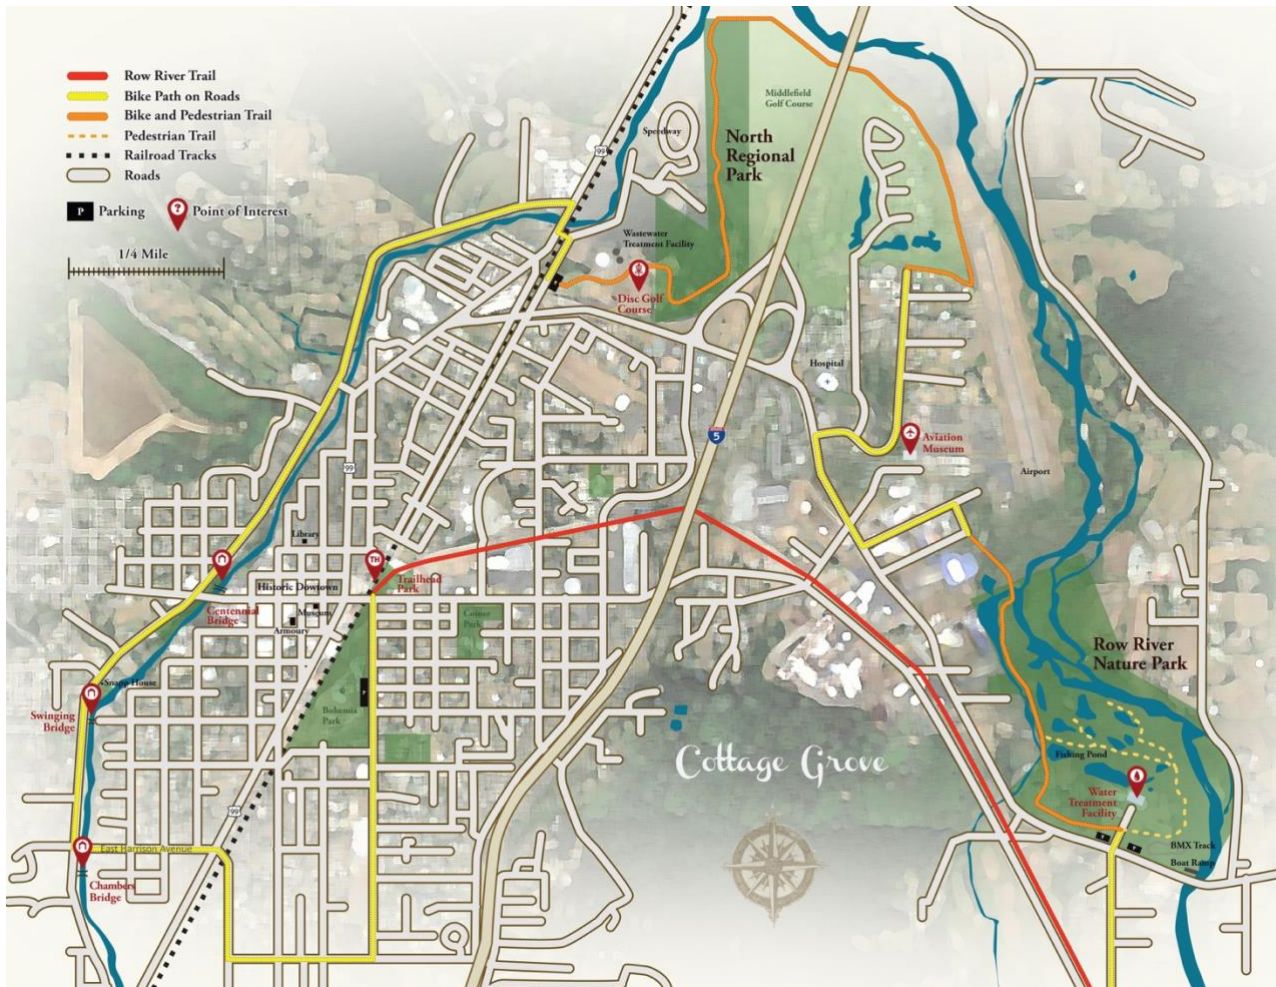 Row River Trail
Bike Path on Roads
Bike and Pedestrian Trail
Pedestrian Trail
Railroad Tracks
Roads
P Parking
? Point of Interest
1/4 Mile
99
Speedway
Middlefield
Golf Course
North
Regional
Park
Wastewater
Treatment Facility
Disc Golf
Course
Hospital
5
Aviation
Museum
Airport
99
Library
TH
Trailhead
Park
Historic Dowtown
Museum
Armoury
Centennial
Bridge
Coiner
Park
Row River
Nature Park
Snapp House
Swinging
Bridge
P
Bohemia
Park
Cottage Grove
Fishing Pond
Water
Treatment
Facility
99
P
P
BMX Track
Boat Ramp
East Harrison Avenue
Chambers
Bridge